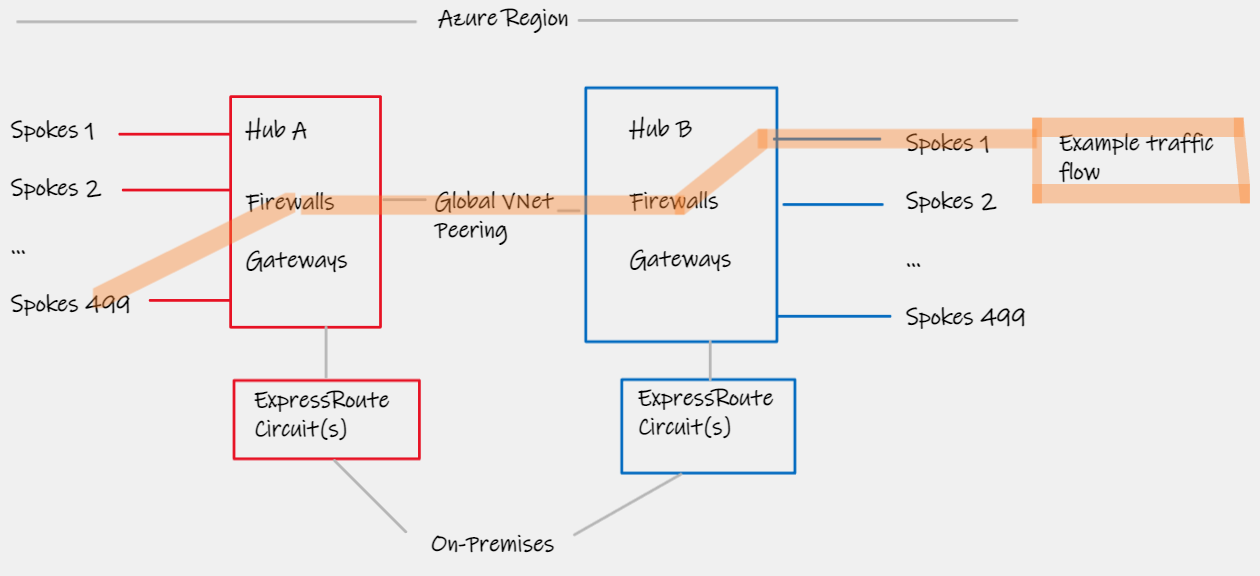 Azure Region
Spokes 1
Spokes 2
...
Spokes 499
Hub A
Firewalls
Gateways
Global VNet
Peering
Hub B
Firewalls
Gateways
Spokes 1
Spokes 2
...
Spokes 499
Example traffic
flow
ExpressRoute
Circuit(s)
ExpressRoute
Circuit(s)
On-Premises